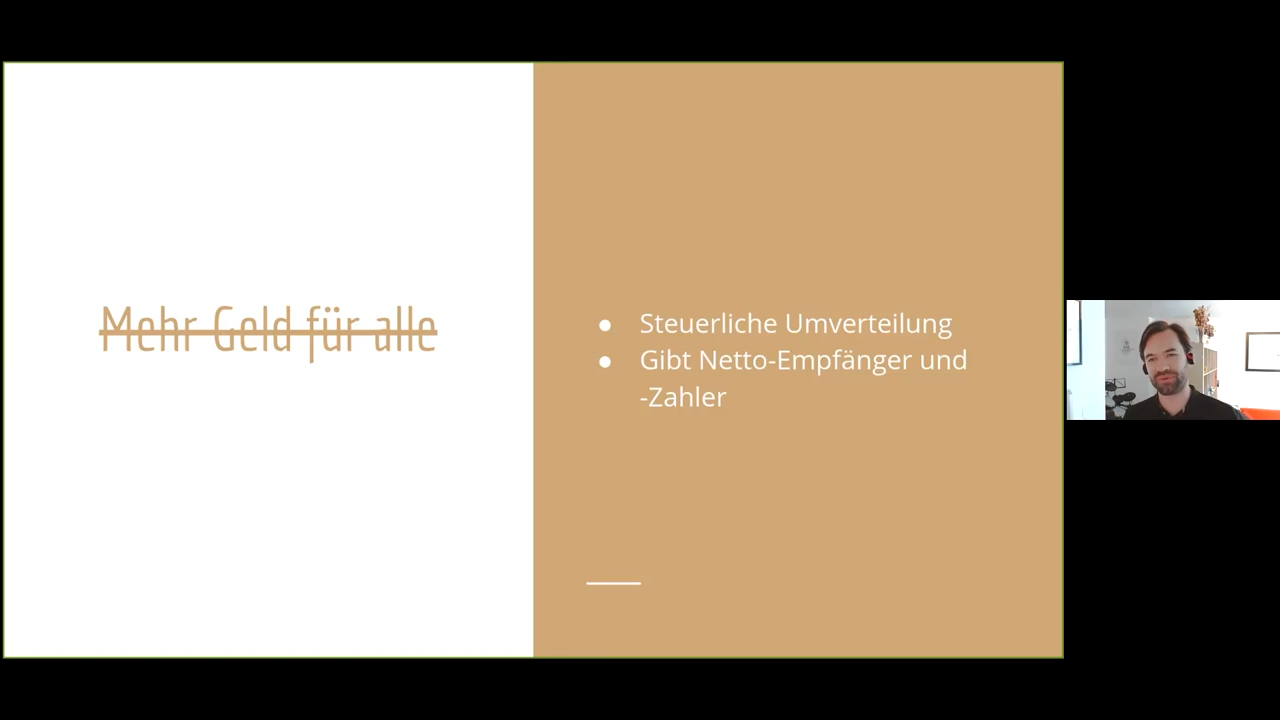 Mehr Geld für alle
● Steuerliche Umverteilung
● Gibt Netto-Empfänger und
-Zahler